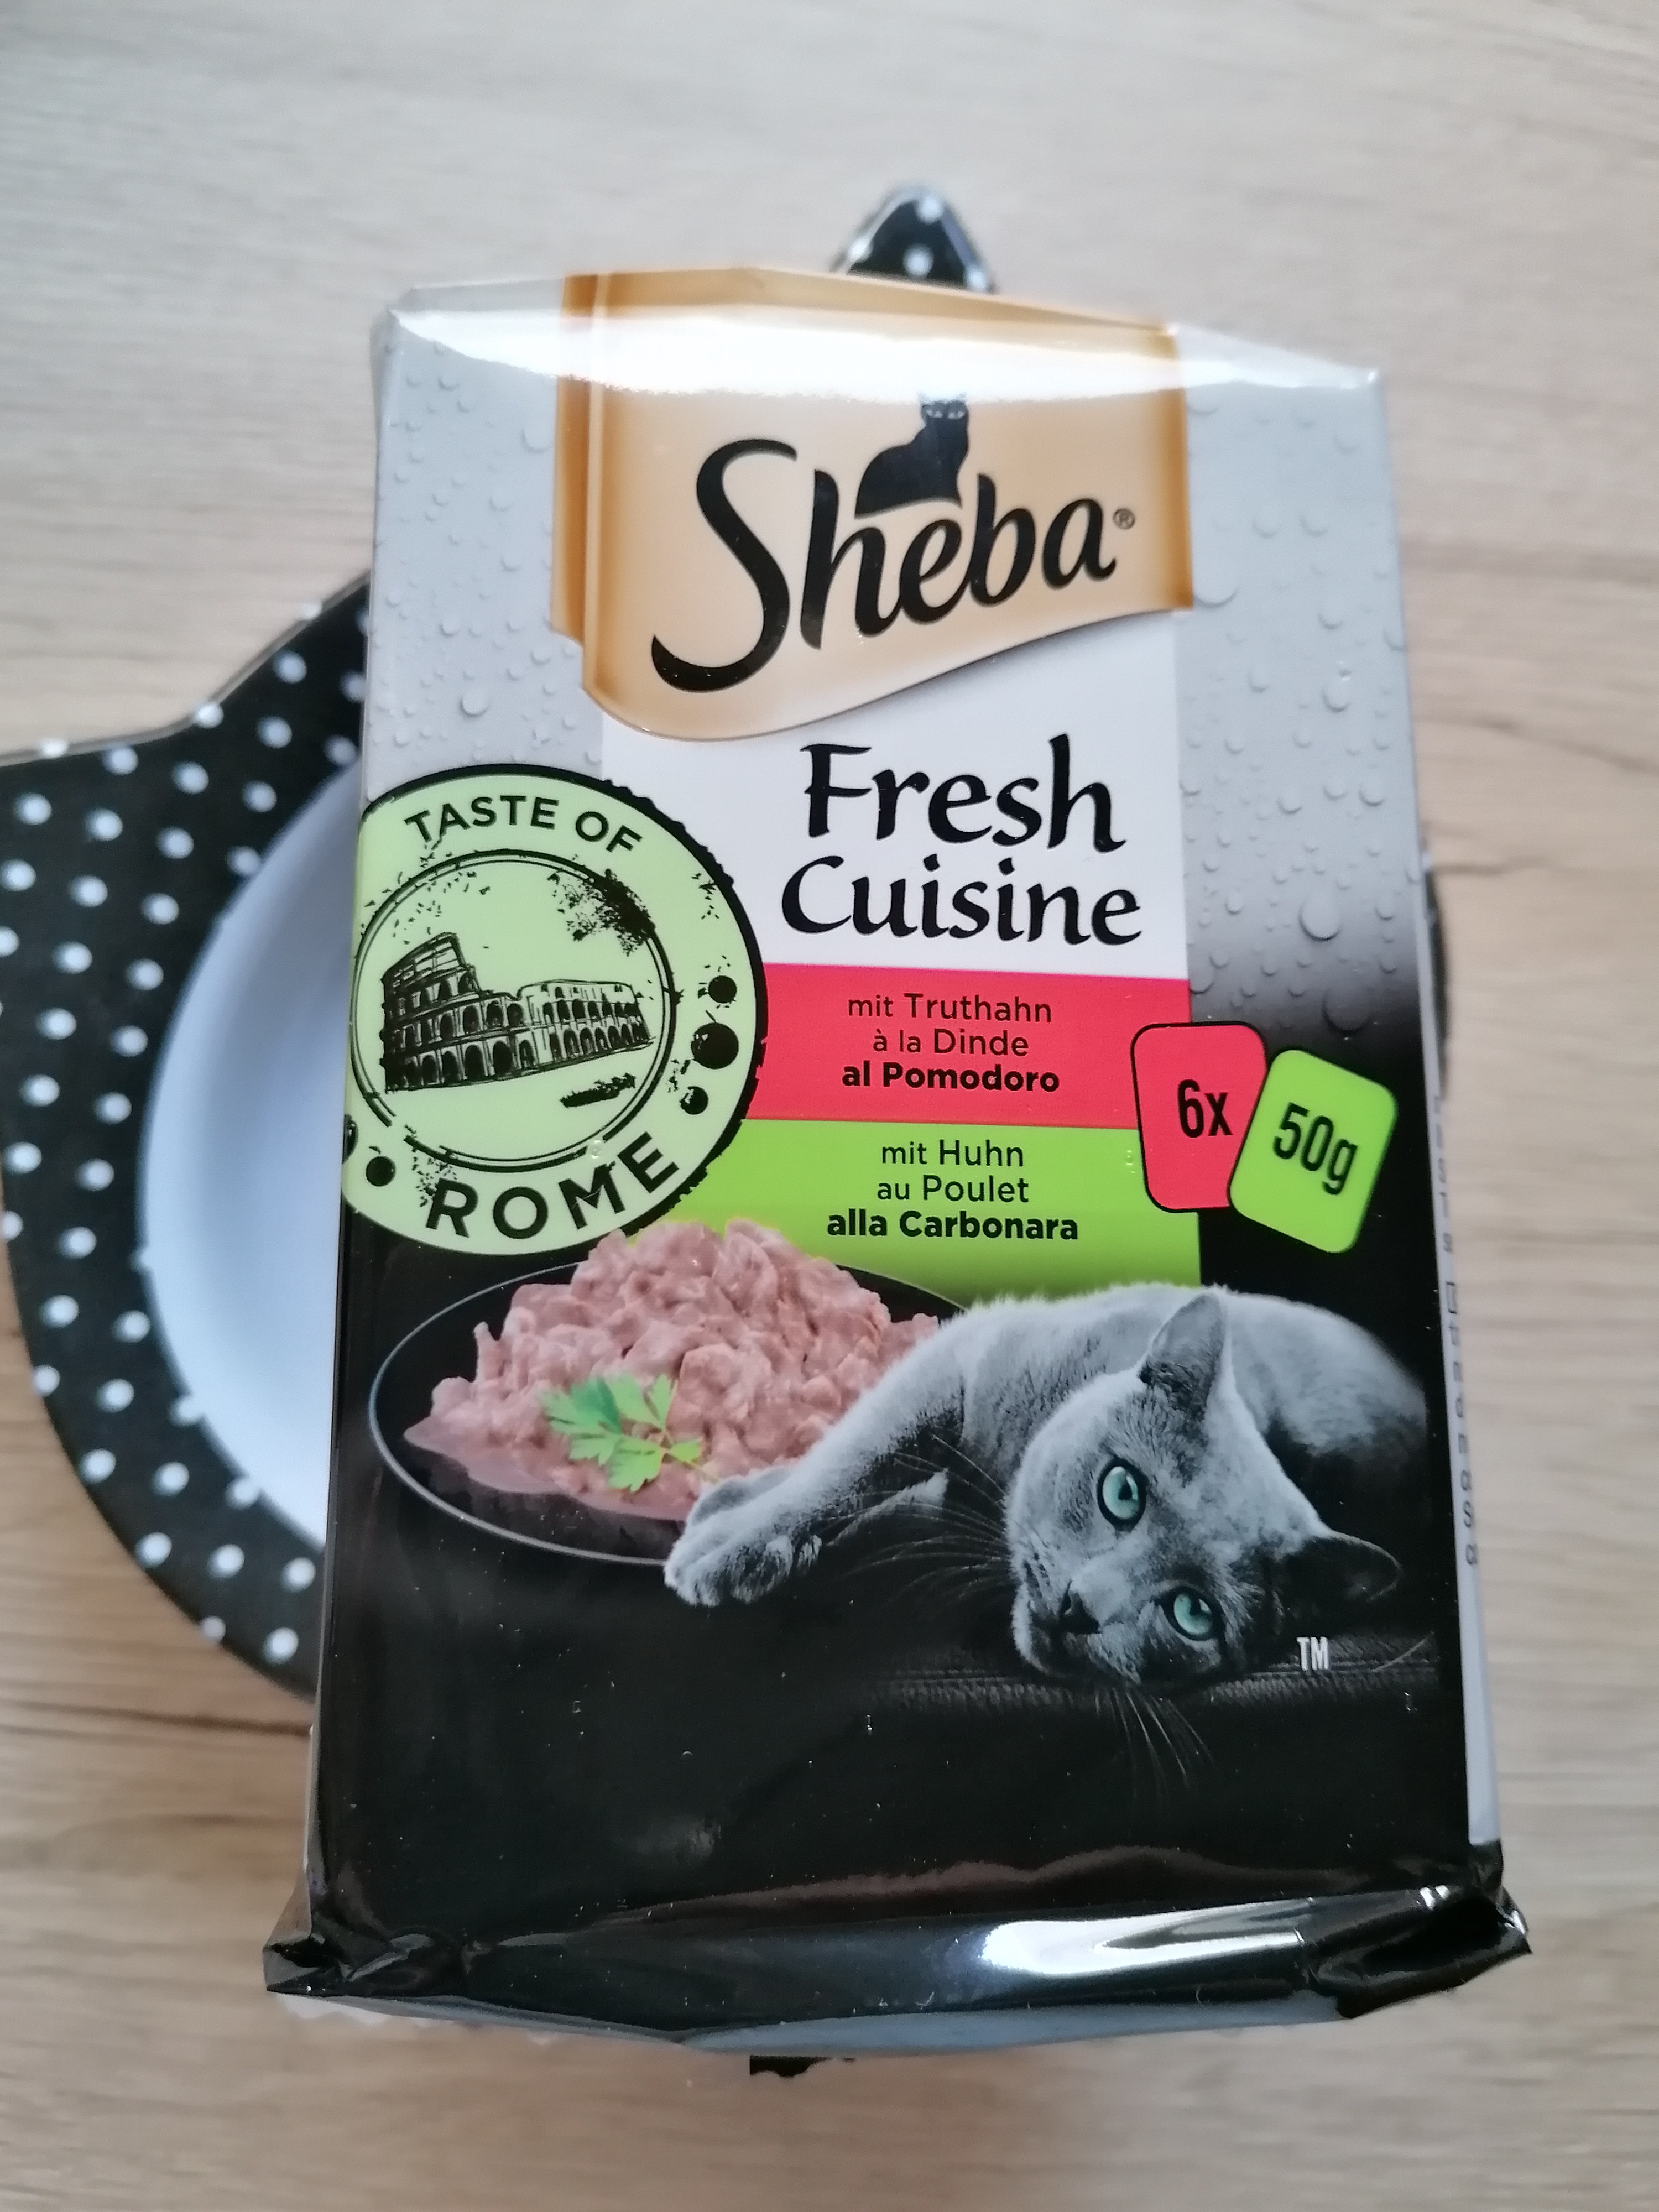 Sheba®
Fresh
Cuisine
TASTE OF
ROME
mit Truthahn
à la Dinde
al Pomodoro
mit Huhn
au Poulet
alla Carbonara
6x
50g
TM